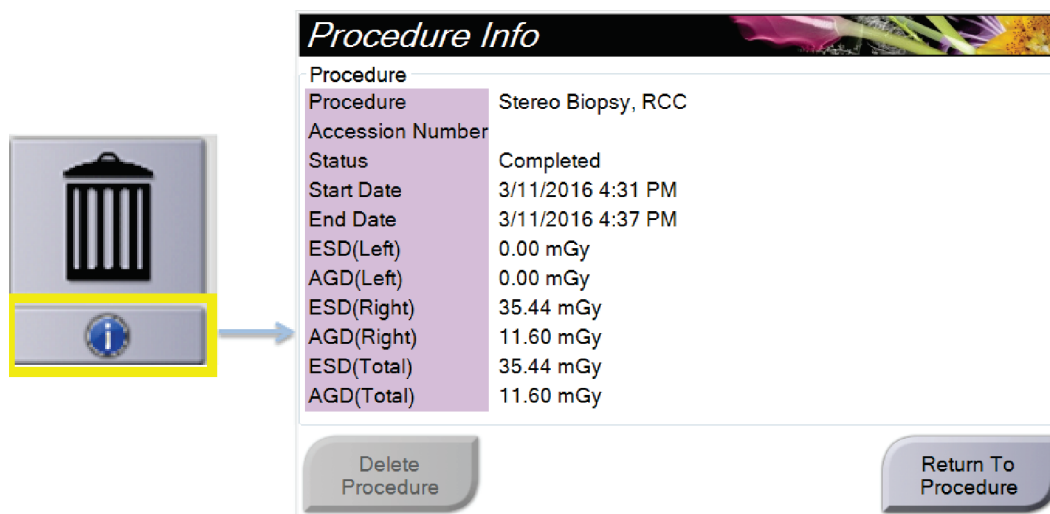 Procedure Info
Procedure
Procedure Stereo Biopsy, RCC
Accession Number
Status Completed
Start Date 3/11/2016 4:31 PM
End Date 3/11/2016 4:37 PM
ESD(Left) 0.00 mGy
AGD(Left) 0.00 mGy
ESD(Right) 35.44 mGy
AGD(Right) 11.60 mGy
ESD(Total) 35.44 mGy
AGD(Total) 11.60 mGy
Delete
Procedure
Return To
Procedure